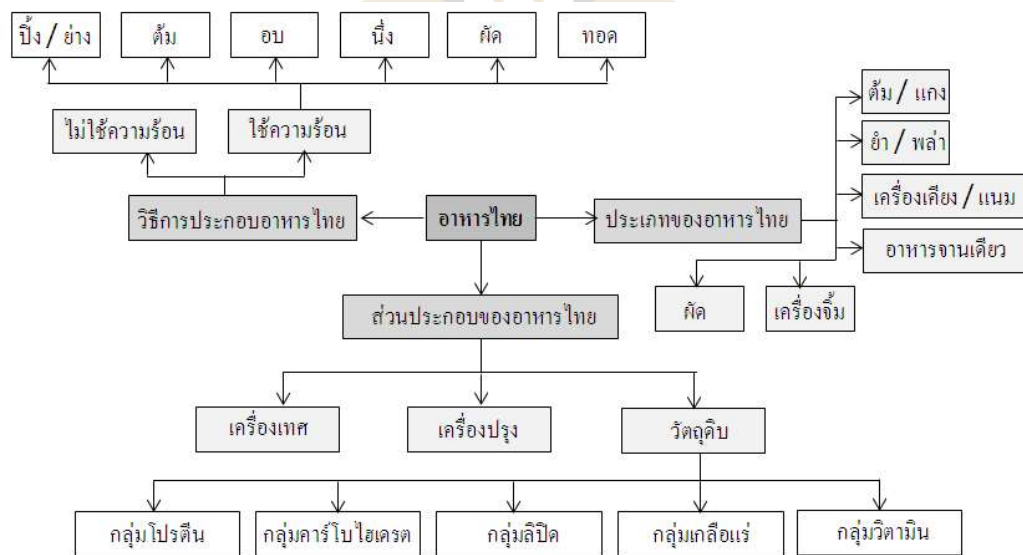 ปิ้ง / ย่าง
ต้ม
อบ
นึ่ง
ผัด
ทอด
ไม่ใช้ความร้อน
ใช้ความร้อน
วิธีการประกอบอาหารไทย
อาหารไทย
ประเภทของอาหารไทย
ต้ม / แกง
ยำ / พล่า
เครื่องเคียง / แนม
อาหารจานเดียว
ผัด
เครื่องจิ้ม
ส่วนประกอบของอาหารไทย
เครื่องเทศ
เครื่องปรุง
วัตถุดิบ
กลุ่มโปรตีน
กลุ่มคาร์โบไฮเดรต
กลุ่มลิปิด
กลุ่มเกลือแร่
กลุ่มวิตามิน